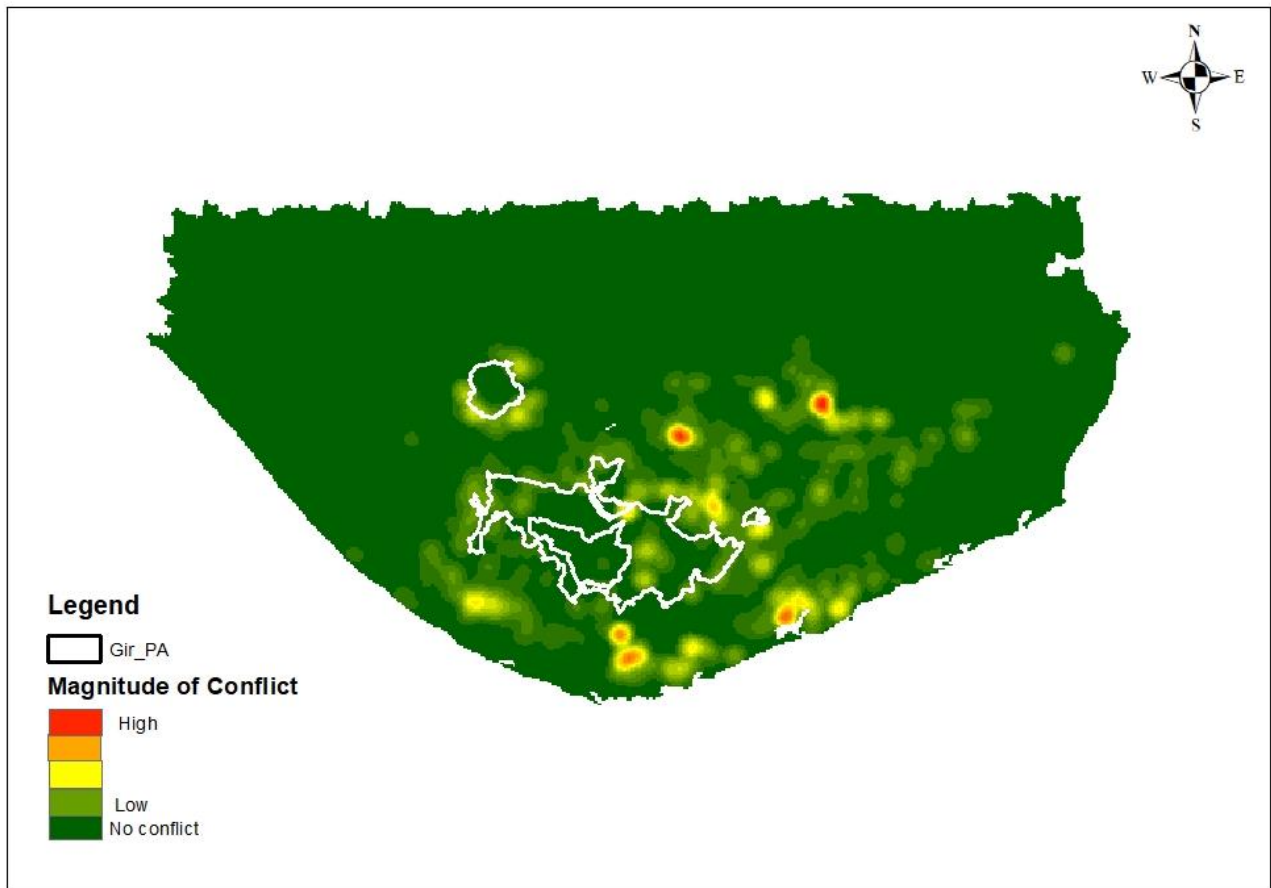 N
W E
S
Legend
Gir_PA
Magnitude of Conflict
High
Low
No conflict